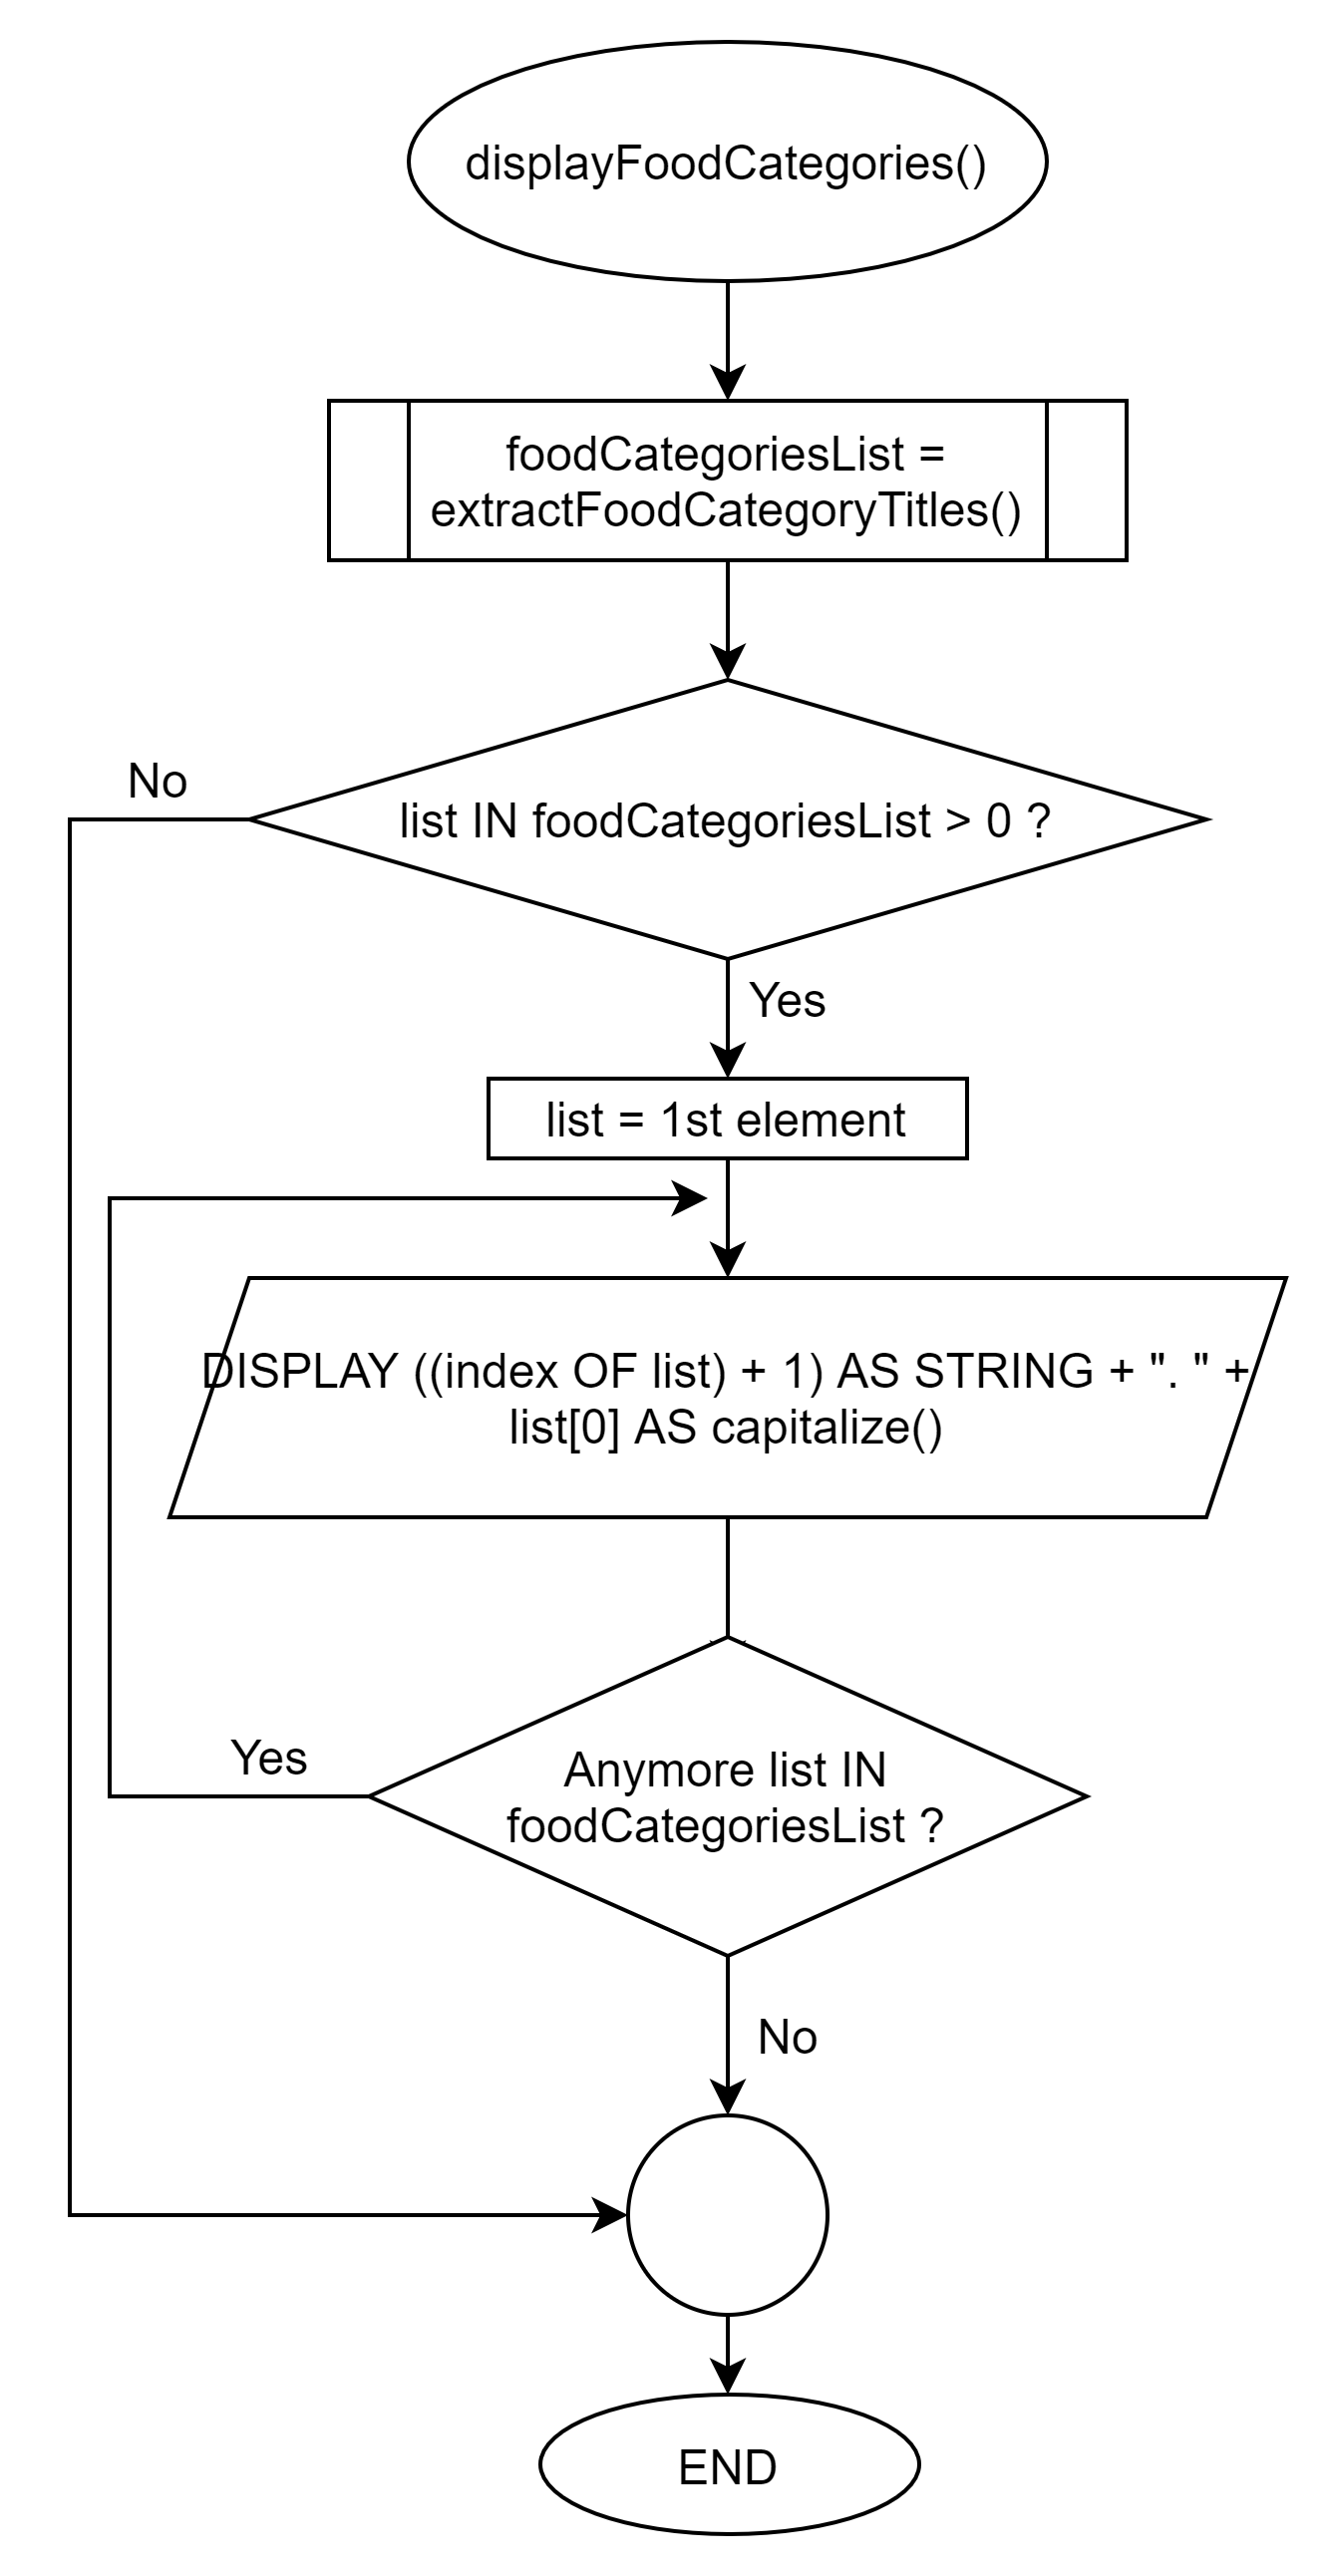 displayFoodCategories()
foodCategoriesList =
extractFoodCategoryTitles()
No
list IN foodCategoriesList > 0 ?
Yes
list = 1st element
DISPLAY ((index OF list) + 1) AS STRING + ". " +
list[0] AS capitalize()
Yes
Anymore list IN
foodCategoriesList ?
No
END